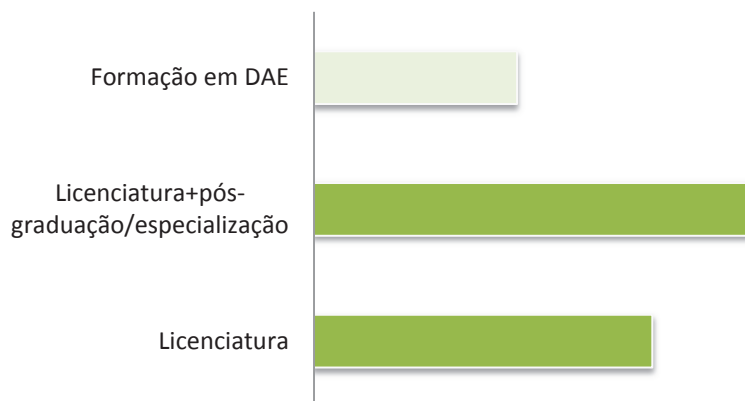 Formação em DAE
Licenciatura+pós-
graduação/especialização
Licenciatura